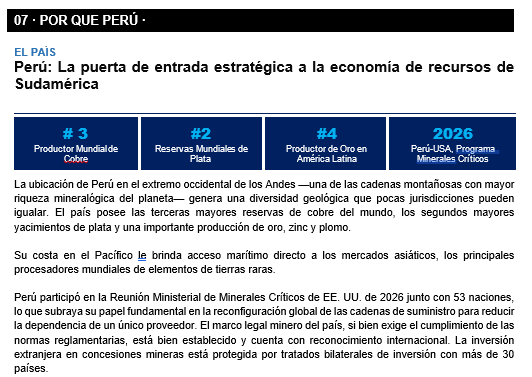 07 · POR QUE PERÚ ·
EL PAÍS
Perú: La puerta de entrada estratégica a la economía de recursos de
Sudamérica
# 3
Productor Mundial de
Cobre
#2
Reservas Mundiales de
Plata
#4
Productor de Oro en
América Latina
2026
Perú-USA, Programa
Minerales Críticos
La ubicación de Perú en el extremo occidental de los Andes —una de las cadenas montañosas con mayor
riqueza mineralógica del planeta— genera una diversidad geológica que pocas jurisdicciones pueden
igualar. El país posee las terceras mayores reservas de cobre del mundo, los segundos mayores
yacimientos de plata y una importante producción de oro, zinc y plomo.
Su costa en el Pacífico le brinda acceso marítimo directo a los mercados asiáticos, los principales
procesadores mundiales de elementos de tierras raras.
Perú participó en la Reunión Ministerial de Minerales Críticos de EE. UU. de 2026 junto con 53 naciones,
lo que subraya su papel fundamental en la reconfiguración global de las cadenas de suministro para reducir
la dependencia de un único proveedor. El marco legal minero del país, si bien exige el cumplimiento de las
normas reglamentarias, está bien establecido y cuenta con reconocimiento internacional. La inversión
extranjera en concesiones mineras está protegida por tratados bilaterales de inversión con más de 30
países.